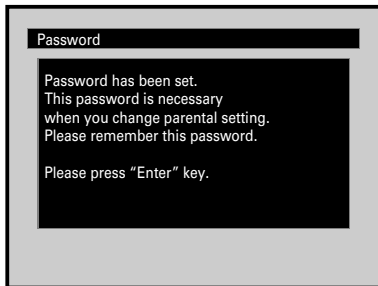 Password
Password has been set.
This password is necessary
when you change parental setting.
Please remember this password.
Please press “Enter” key.